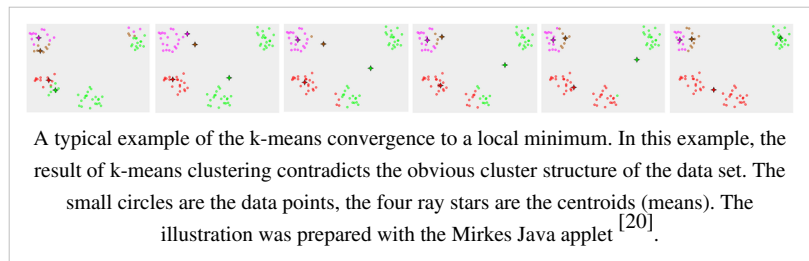 A typical example of the k-means convergence to a local minimum. In this example, the
result of k-means clustering contradicts the obvious cluster structure of the data set. The
small circles are the data points, the four ray stars are the centroids (means). The
illustration was prepared with the Mirkes Java applet [20].